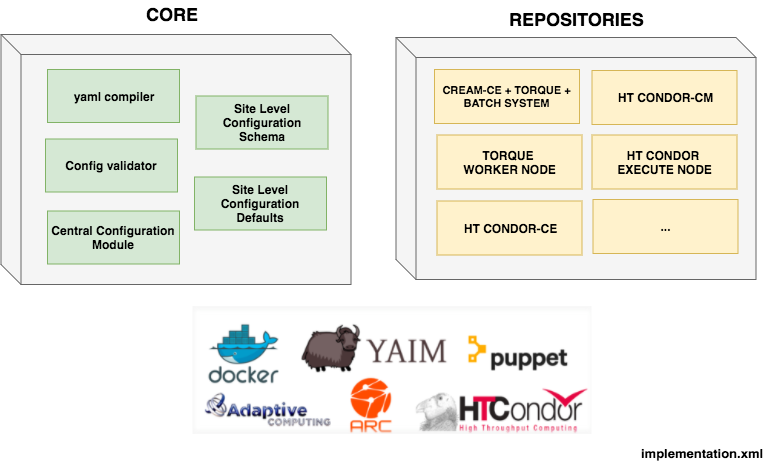 CORE
yaml compiler
Config validator
Central Configuration
Module
Site Level
Configuration
Schema
Site Level
Configuration
Defaults
REPOSITORIES
CREAM-CE + TORQUE +
BATCH SYSTEM
HT CONDOR-CM
TORQUE
WORKER NODE
HT CONDOR
EXECUTE NODE
HT CONDOR-CE
...
docker
YAIM
puppet
Adaptive
COMPUTING
ARC
HTCondor
High Throughput Computing
implementation.xml